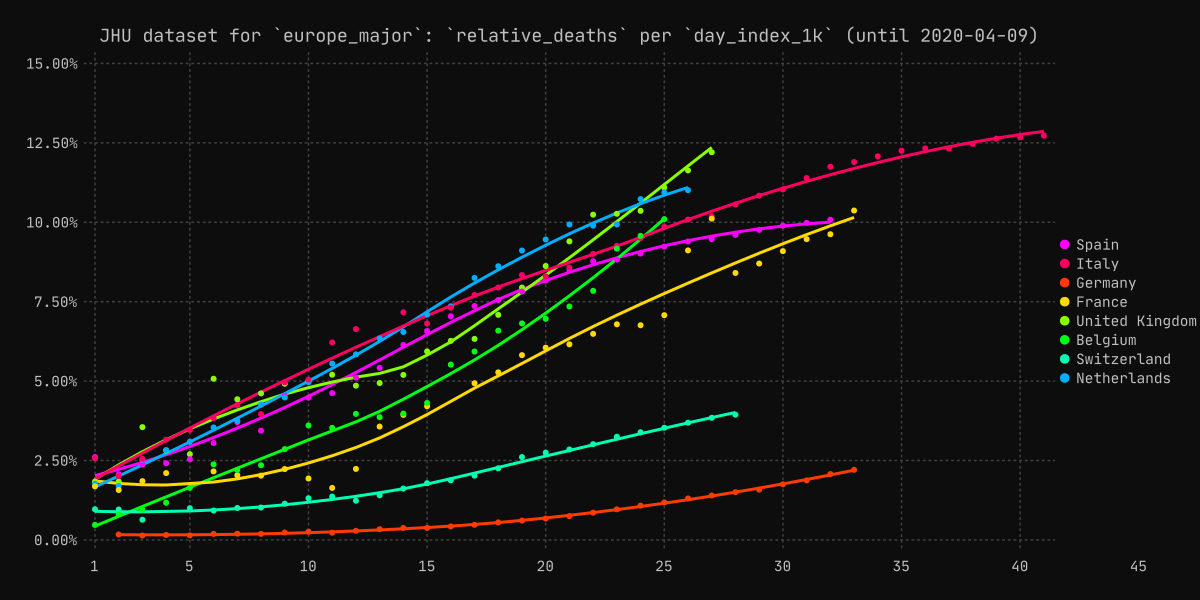 JHU dataset for `europe_major`: `relative_deaths` per `day_index_1k` (until 2020-04-09)
15.00%
12.50%
10.00%
7.50%
5.00%
2.50%
0.00%
1 5 10 15 20 25 30 35 40 45
Spain
Italy
Germany
France
United Kingdom
Belgium
Switzerland
Netherlands